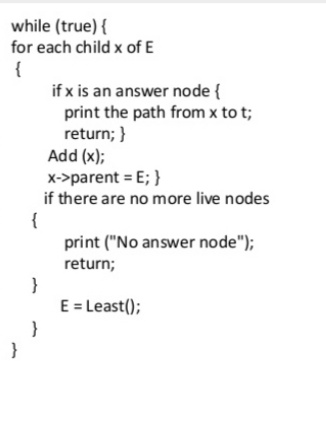 while (true) {
for each child x of E
{
if x is an answer node {
print the path from x to t;
return; }
Add (x);
x->parent = E; }
if there are no more live nodes
{
print ("No answer node");
return;
}
E = Least();
}
}